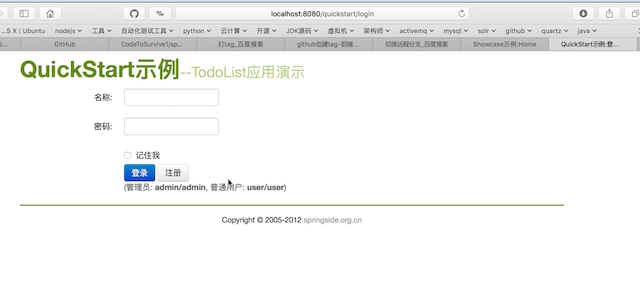 localhost:8080/quickstart/login
S X | Ubuntu nodejs 工具 自动化测试工具 python 云计算 开源 JDK源码 虚拟机 架构师 activemq mysql solr github quartz java
GitHub CodeToSurvive1/sp... 打tag_百度搜索 github创建tag-前端... 切换远程分支_百度搜索 Showcase示例:Home QuickStart示例:登...
QuickStart示例--TodoList应用演示
名称:
密码:
记住我
登录 注册
(管理员: admin/admin, 普通用户: user/user)
Copyright © 2005-2012 springside.org.cn